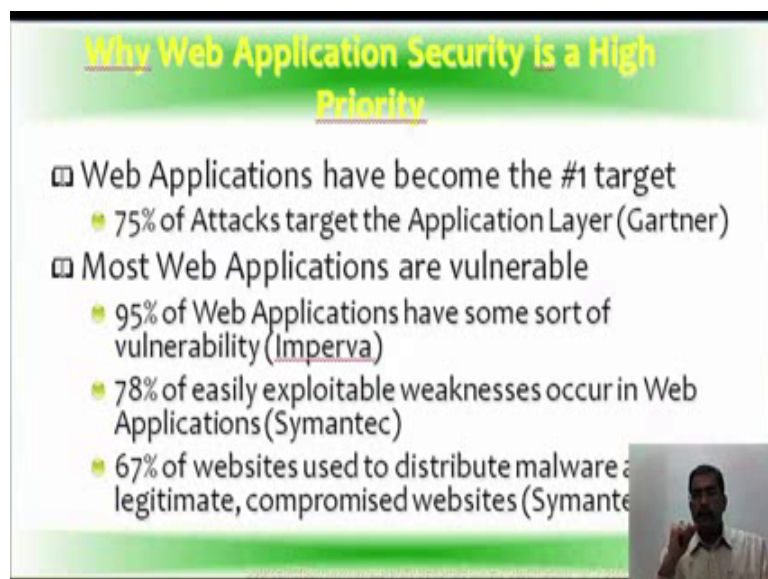 Why Web Application Security is a High
Priority
Web Applications have become the #1 target
75% of Attacks target the Application Layer (Gartner)
Most Web Applications are vulnerable
95% of Web Applications have some sort of
vulnerability (Imperva)
78% of easily exploitable weaknesses occur in Web
Applications (Symantec)
67% of websites used to distribute malware
legitimate, compromised websites